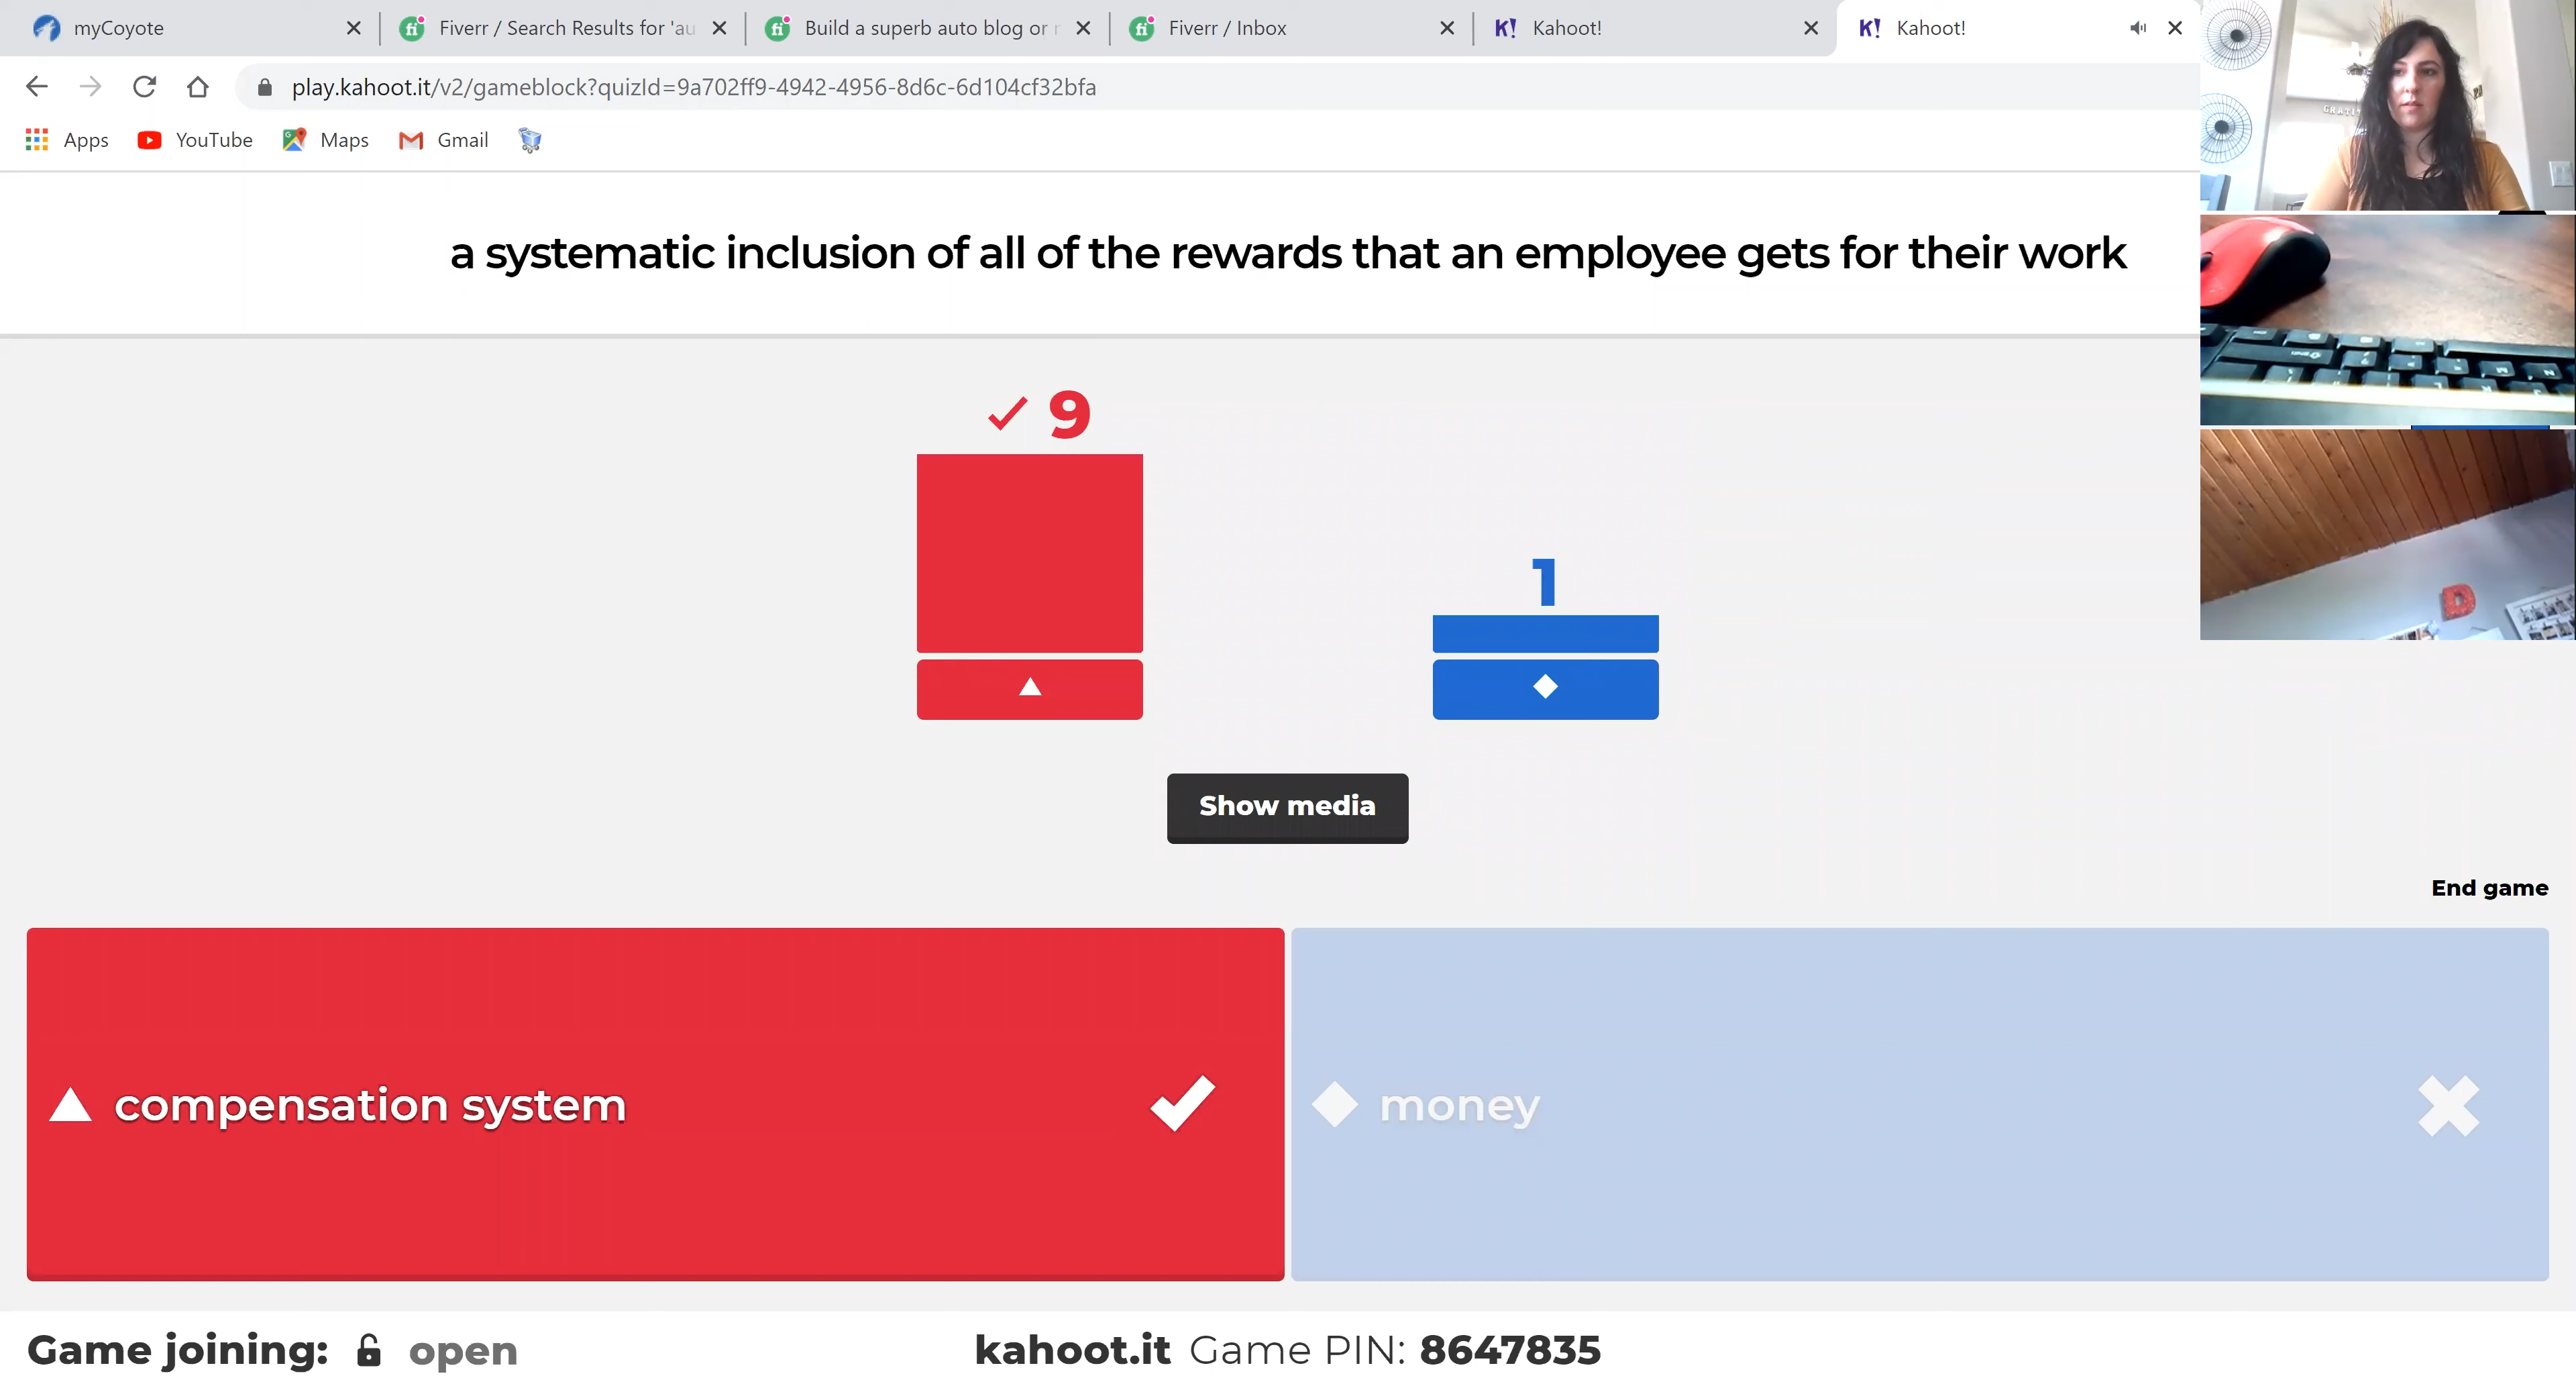 myCoyote
Fiverr / Search Results for 'au
Build a superb auto blog or
Fiverr / Inbox
Kahoot!
Kahoot!
play.kahoot.it/v2/gameblock?quizId=9a702ff9-4942-4956-8d6c-6d104cf32bfa
Apps YouTube Maps Gmail
a systematic inclusion of all of the rewards that an employee gets for their work
9
1
Show media
End game
compensation system
money
Game joining: open
kahoot.it Game PIN: 8647835
D